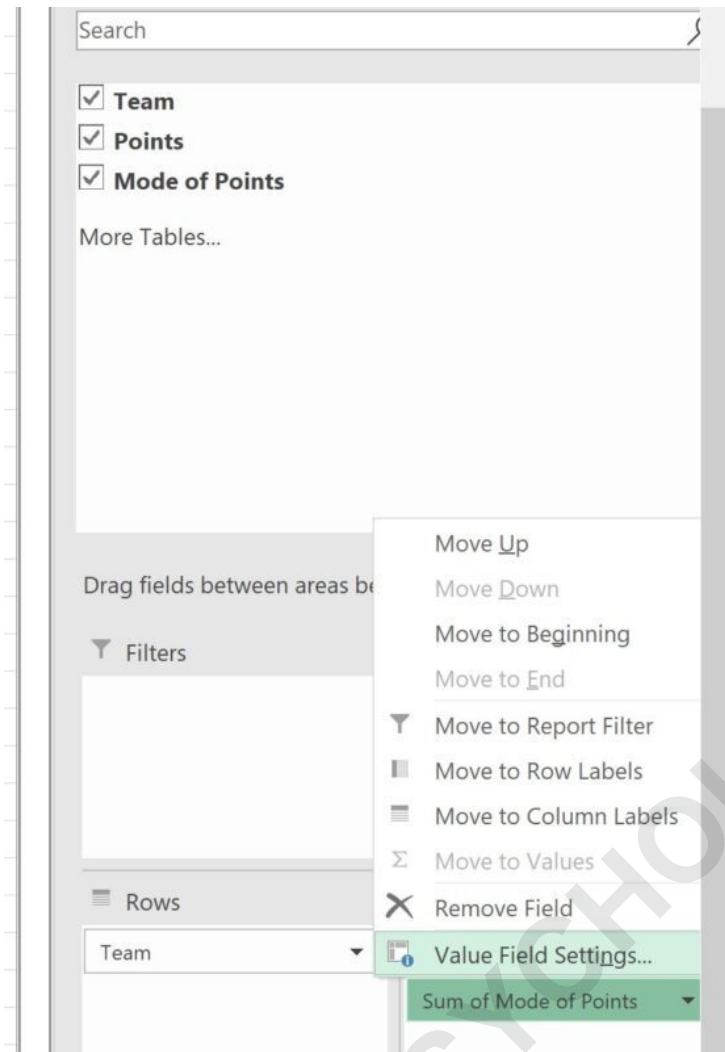 Search
Team
Points
Mode of Points
More Tables...
Drag fields between areas
Filters
Rows
Team
Move Up
Move Down
Move to Beginning
Move to End
Move to Report Filter
Move to Row Labels
Move to Column Labels
Move to Values
Remove Field
Value Field Settings...
Sum of Mode of Points